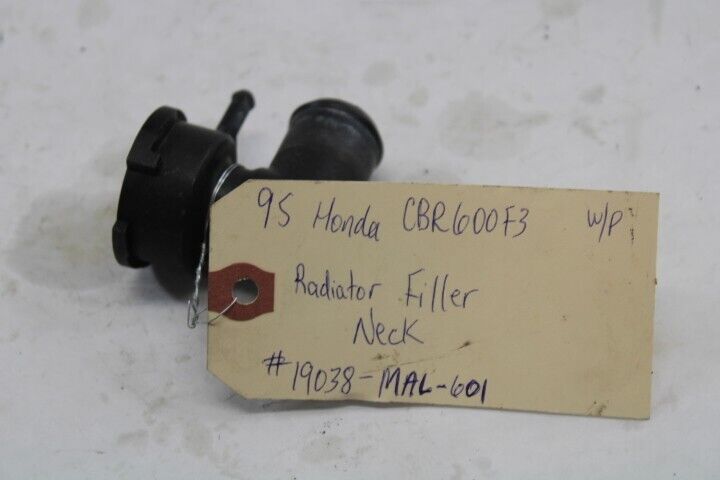 95 Honda CBR600F3 W/P
Radiator Filler
Neck
#19038-MAL-601